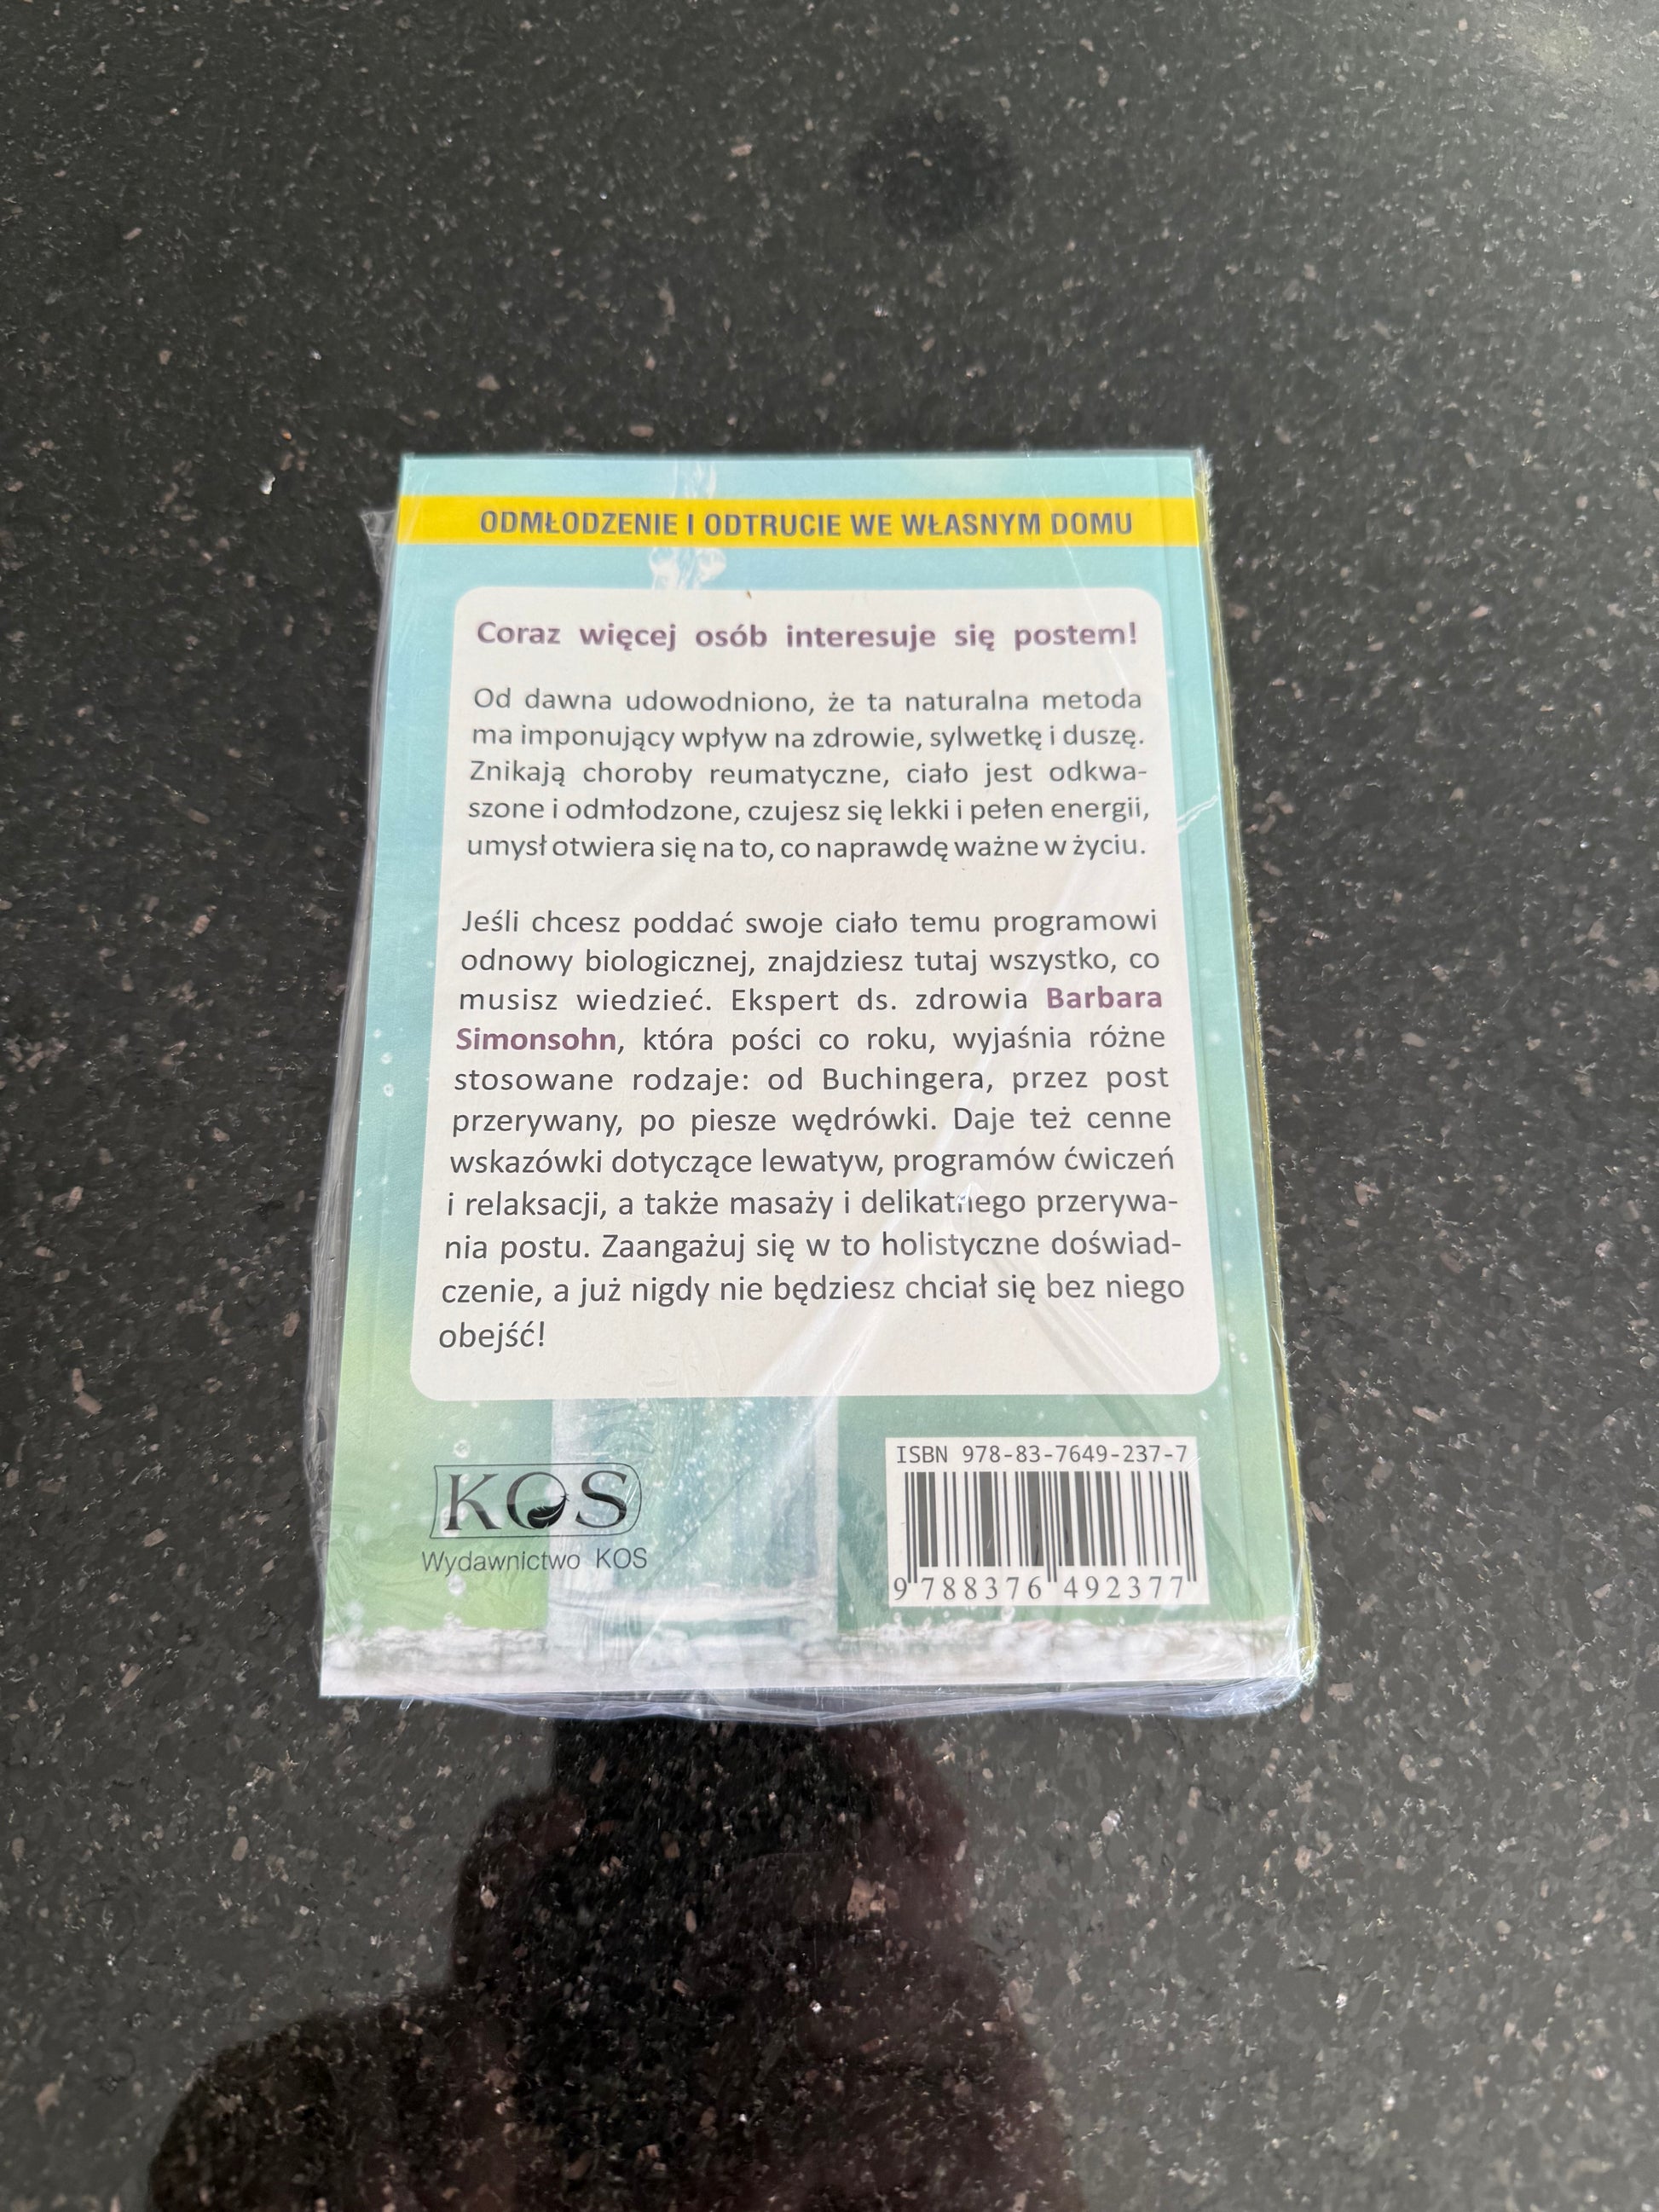 ODMŁODZENIE I ODTRUCIE WE WŁASNYM DOMU
Coraz więcej osób interesuje się postem!
Od dawna udowodniono, że ta naturalna metoda
ma imponujący wpływ na zdrowie, sylwetkę i duszę.
Znikają choroby reumatyczne, ciało jest odkwa-
szone i odmłodzone, czujesz się lekki i pełen energii,
umysł otwiera się na to, co naprawdę ważne w życiu.
Jeśli chcesz poddać swoje ciało temu programowi
odnowy biologicznej, znajdziesz tutaj wszystko, co
musisz wiedzieć. Ekspert ds. zdrowia Barbara
Simonsohn, która pości co roku, wyjaśnia różne
stosowane rodzaje: od Buchingera, przez post
przerywany, po piesze wędrówki. Daje też cenne
wskazówki dotyczące lewatyw, programów ćwiczeń
i relaksacji, a także masaży i delikatnego przerywa-
nia postu. Zaangażuj się w to holistyczne doświad-
czenie, a już nigdy nie będziesz chciał się bez niego
obejść!
KOS
Wydawnictwo KOS
ISBN 978-83-7649-237-7
9 788376 492377